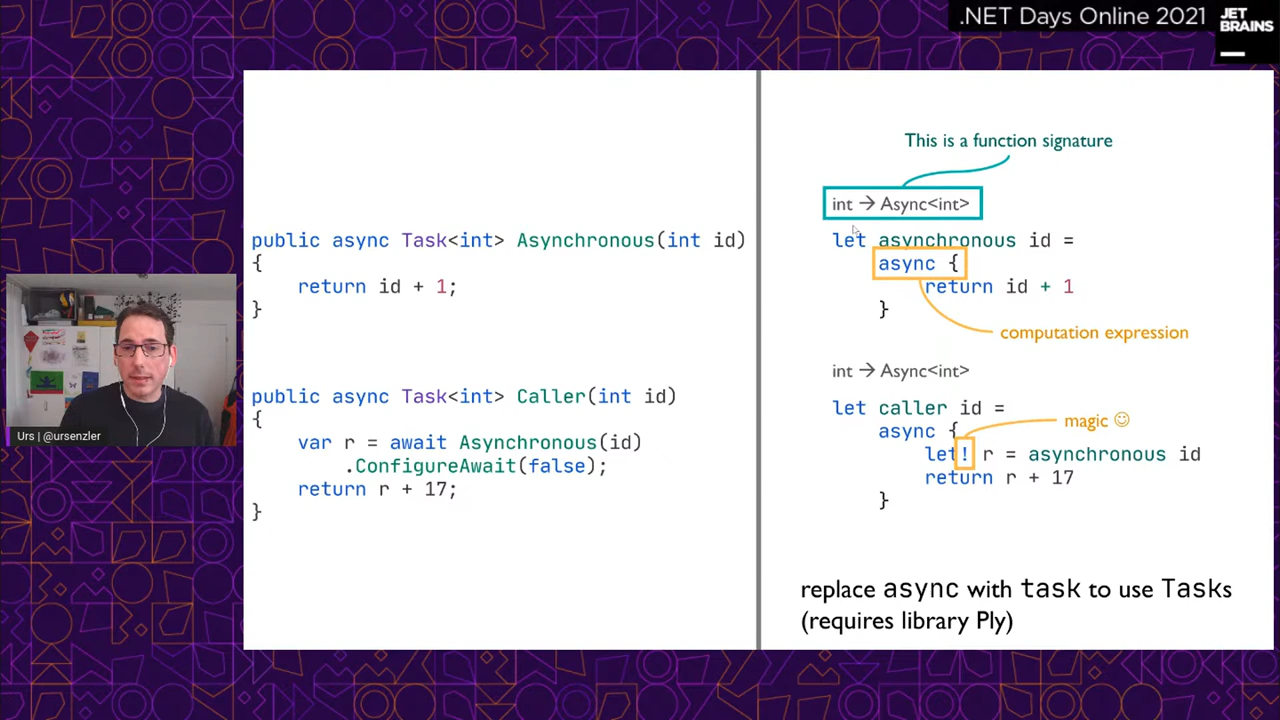 .NET Days Online 2021
JET
BRAINS
public async Task<int> Asynchronous(int id)
{
return id + 1;
}
public async Task<int> Caller(int id)
{
var r = await Asynchronous(id)
.ConfigureAwait(false);
return r + 17;
}
This is a function signature
int → Async<int>
let asynchronous id =
async {
return id + 1
}
computation expression
int → Async<int>
let caller id =
async {
magic ☺
let! r = asynchronous id
return r + 17
}
replace async with task to use Tasks
(requires library Ply)
Urs | @ursenzler